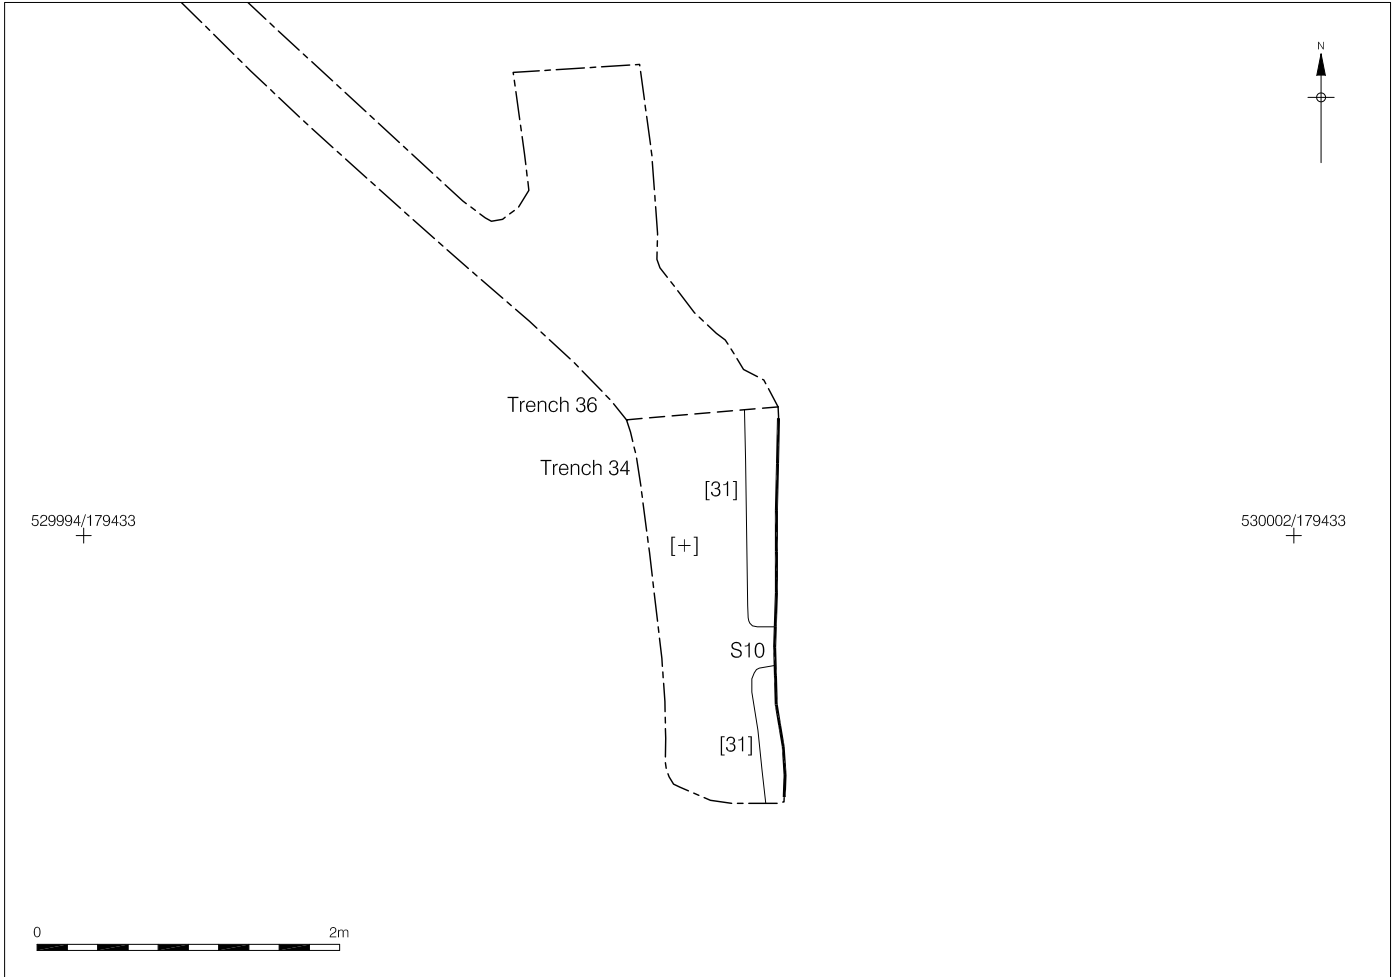 N
Trench 36
Trench 34
[31]
529994/179433
530002/179433
[+]
S10
[31]
0 2m